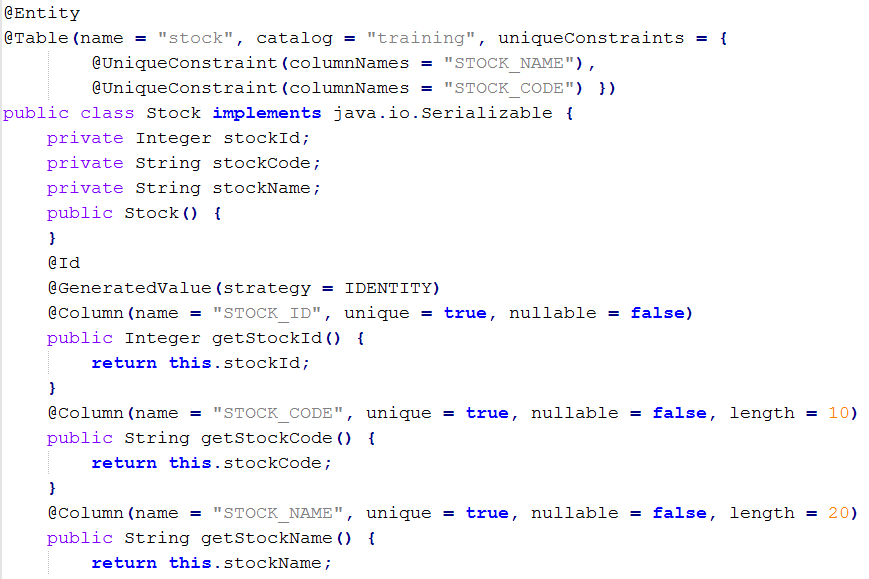 @Entity
@Table(name = "stock", catalog = "training", uniqueConstraints = {
        @UniqueConstraint(columnNames = "STOCK_NAME"),
        @UniqueConstraint(columnNames = "STOCK_CODE") })
public class Stock implements java.io.Serializable {
    private Integer stockId;
    private String stockCode;
    private String stockName;
    public Stock() {
    }
    @Id
    @GeneratedValue(strategy = IDENTITY)
    @Column(name = "STOCK_ID", unique = true, nullable = false)
    public Integer getStockId() {
        return this.stockId;
    }
    @Column(name = "STOCK_CODE", unique = true, nullable = false, length = 10)
    public String getStockCode() {
        return this.stockCode;
    }
    @Column(name = "STOCK_NAME", unique = true, nullable = false, length = 20)
    public String getStockName() {
        return this.stockName;